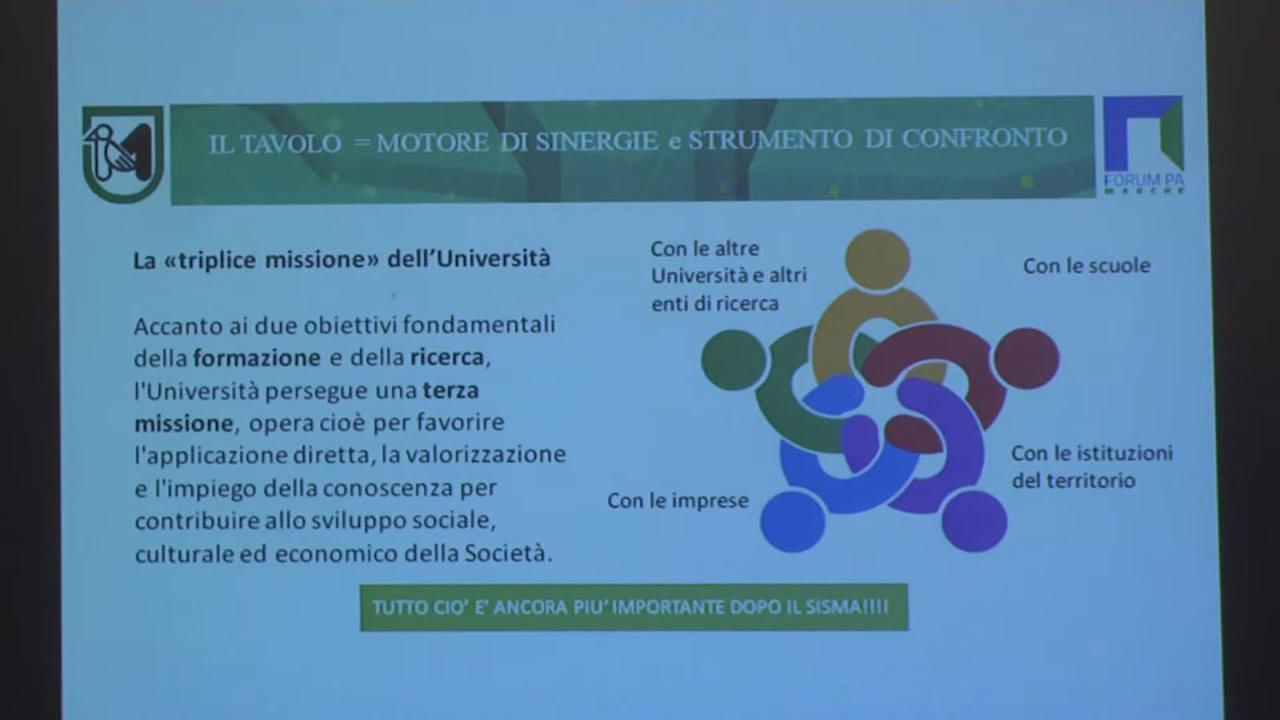 IL TAVOLO = MOTORE DI SINERGIE e STRUMENTO DI CONFRONTO
FORUM PA
MARCHE
La «triplice missione» dell'Università
Accanto ai due obiettivi fondamentali
della formazione e della ricerca,
l'Università persegue una terza
missione, opera cioè per favorire
l'applicazione diretta, la valorizzazione
e l'impiego della conoscenza per
contribuire allo sviluppo sociale,
culturale ed economico della Società.
Con le altre
Università e altri
enti di ricerca
Con le scuole
Con le imprese
Con le istituzioni
del territorio
TUTTO CIO' E' ANCORA PIU' IMPORTANTE DOPO IL SISMA!!!!